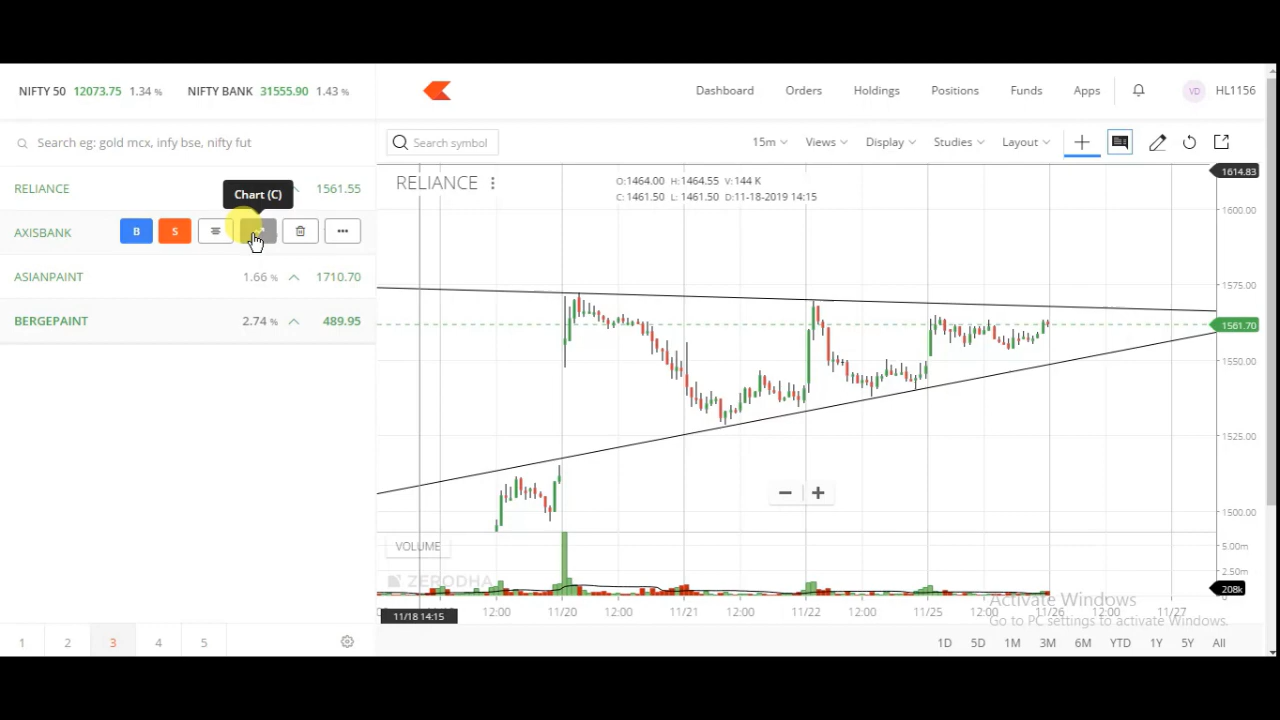 NIFTY 50 12073.75 1.34 % NIFTY BANK 31555.90 1.43 %
Dashboard Orders Holdings Positions Funds Apps VD HL1156
Search eg: gold mcx, infy bse, nifty fut
Search symbol 15m Views Display Studies Layout
RELIANCE 1561.55
Chart (C)
AXISBANK B S
ASIANPAINT 1.66 % 1710.70
BERGEPAINT 2.74 % 489.95
RELIANCE
O:1464.00 H:1464.55 V:144 K
C:1461.50 L:1461.50 D:11-18-2019 14:15
1614.83
1600.00
1575.00
1561.70
1550.00
1525.00
1500.00
VOLUME
5.00m
2.50m
ZERODHA
208k
12:00 11/20 12:00 11/21 12:00 11/22 12:00 11/25 12:00 11/26 11/27
11/18 14:15
Activate Windows
Go to PC settings to activate Windows.
1 2 3 4 5
1D 5D 1M 3M 6M YTD 1Y 5Y All